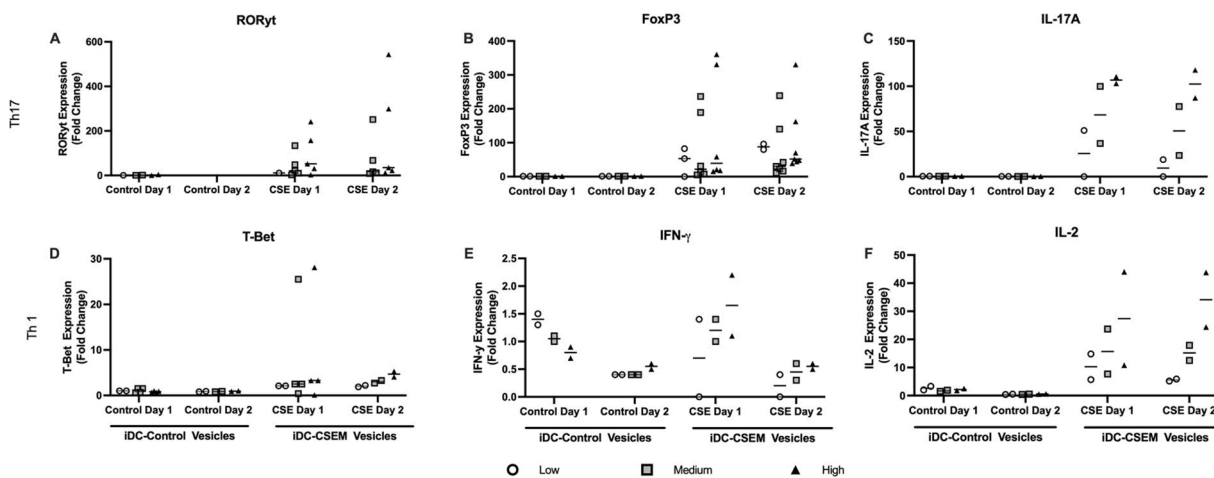 RORyt
FoxP3
IL-17A
A
B
C
Th17
RORyt Expression
(Fold Change)
600
400
200
0
Control Day 1
Control Day 2
CSE Day 1
CSE Day 2
FoxP3 Expression
(Fold Change)
400
300
200
100
0
Control Day 1
Control Day 2
CSE Day 1
CSE Day 2
IL-17A Expression
(Fold Change)
150
100
50
0
Control Day 1
Control Day 2
CSE Day 1
CSE Day 2
T-Bet
IFN-γ
IL-2
D
E
F
Th 1
T-Bet Expression
(Fold Change)
30
20
10
0
Control Day 1
Control Day 2
CSE Day 1
CSE Day 2
iDC-Control Vesicles
iDC-CSEM Vesicles
IFN-y Expression
(Fold Change)
2.5
2.0
1.5
1.0
0.5
0.0
Control Day 1
Control Day 2
CSE Day 1
CSE Day 2
iDC-Control Vesicles
iDC-CSEM Vesicles
IL-2 Expression
(Fold Change)
50
40
30
20
10
0
Control Day 1
Control Day 2
CSE Day 1
CSE Day 2
iDC-Control Vesicles
iDC-CSEM Vesicles
Low
Medium
High